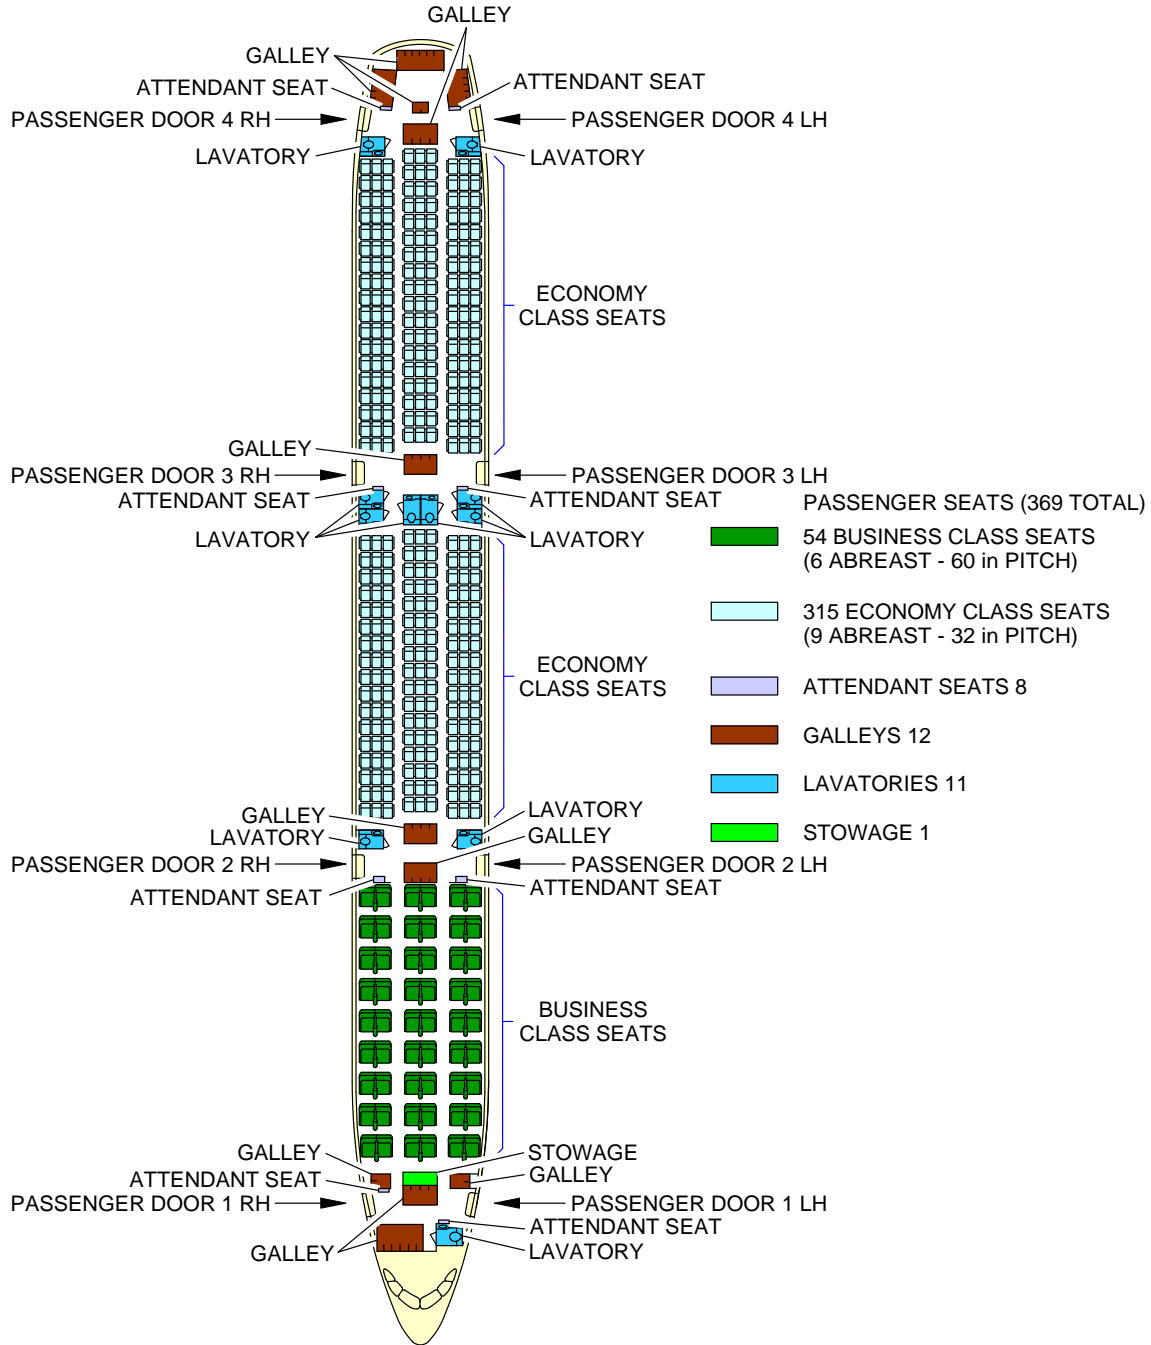 GALLEY
GALLEY
ATTENDANT SEAT
ATTENDANT SEAT
PASSENGER DOOR 4 RH
PASSENGER DOOR 4 LH
LAVATORY
LAVATORY
ECONOMY
CLASS SEATS
GALLEY
PASSENGER DOOR 3 RH
PASSENGER DOOR 3 LH
ATTENDANT SEAT
ATTENDANT SEAT
LAVATORY
LAVATORY
PASSENGER SEATS (369 TOTAL)
54 BUSINESS CLASS SEATS
(6 ABREAST - 60 in PITCH)
315 ECONOMY CLASS SEATS
(9 ABREAST - 32 in PITCH)
ATTENDANT SEATS 8
GALLEYS 12
LAVATORIES 11
STOWAGE 1
ECONOMY
CLASS SEATS
GALLEY
LAVATORY
LAVATORY
GALLEY
PASSENGER DOOR 2 RH
PASSENGER DOOR 2 LH
ATTENDANT SEAT
ATTENDANT SEAT
BUSINESS
CLASS SEATS
GALLEY
STOWAGE
ATTENDANT SEAT
GALLEY
PASSENGER DOOR 1 RH
PASSENGER DOOR 1 LH
ATTENDANT SEAT
GALLEY
LAVATORY